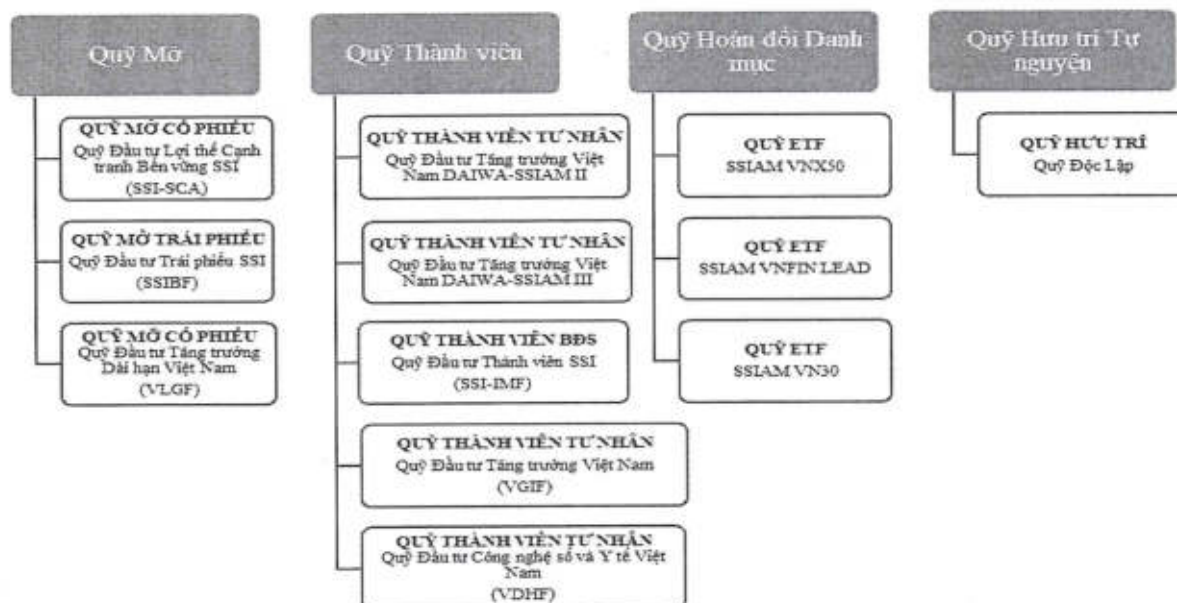 Quỹ Mở
QUỸ MỞ CỔ PHIẾU
Quỹ Đầu tư Lợi thế Cạnh
tranh Bền vững SSI
(SSI-SCA)
QUỸ MỞ TRÁI PHIẾU
Quỹ Đầu tư Trái phiếu SSI
(SSIBF)
QUỸ MỞ CỔ PHIẾU
Quỹ Đầu tư Tăng trưởng
Dài hạn Việt Nam
(VLGF)
Quỹ Thành viên
QUỸ THÀNH VIÊN TƯ NHÂN
Quỹ Đầu tư Tăng trưởng Việt
Nam DAIWA-SSIAM II
QUỸ THÀNH VIÊN TƯ NHÂN
Quỹ Đầu tư Tăng trưởng Việt
Nam DAIWA-SSIAM III
QUỸ THÀNH VIÊN BĐS
Quỹ Đầu tư Thành viên SSI
(SSI-IMF)
QUỸ THÀNH VIÊN TƯ NHÂN
Quỹ Đầu tư Tăng trưởng Việt Nam
(VGIF)
QUỸ THÀNH VIÊN TƯ NHÂN
Quỹ Đầu tư Công nghệ số và Y tế Việt
Nam
(VDHF)
Quỹ Hoán đổi Danh
mục
QUỸ ETF
SSIAM VNX50
QUỸ ETF
SSIAM VNFIN LEAD
QUỸ ETF
SSIAM VN30
Quỹ Hưu trí Tự
nguyện
QUỸ HƯU TRÍ
Quỹ Độc Lập